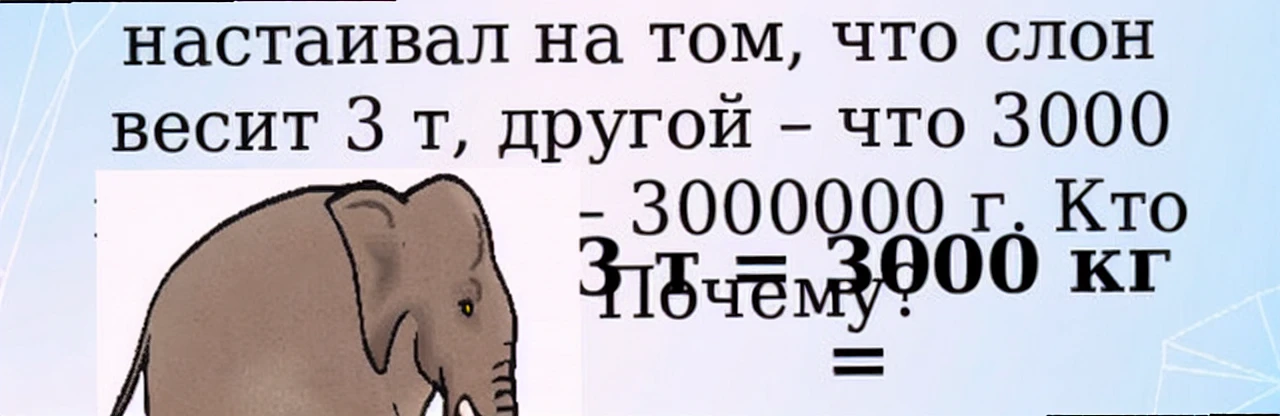 настаивал на том, что слон
весит 3 т, другой – что 3000
– 3000000 г. Кто
3 т = 3000 кг
Почему?
=